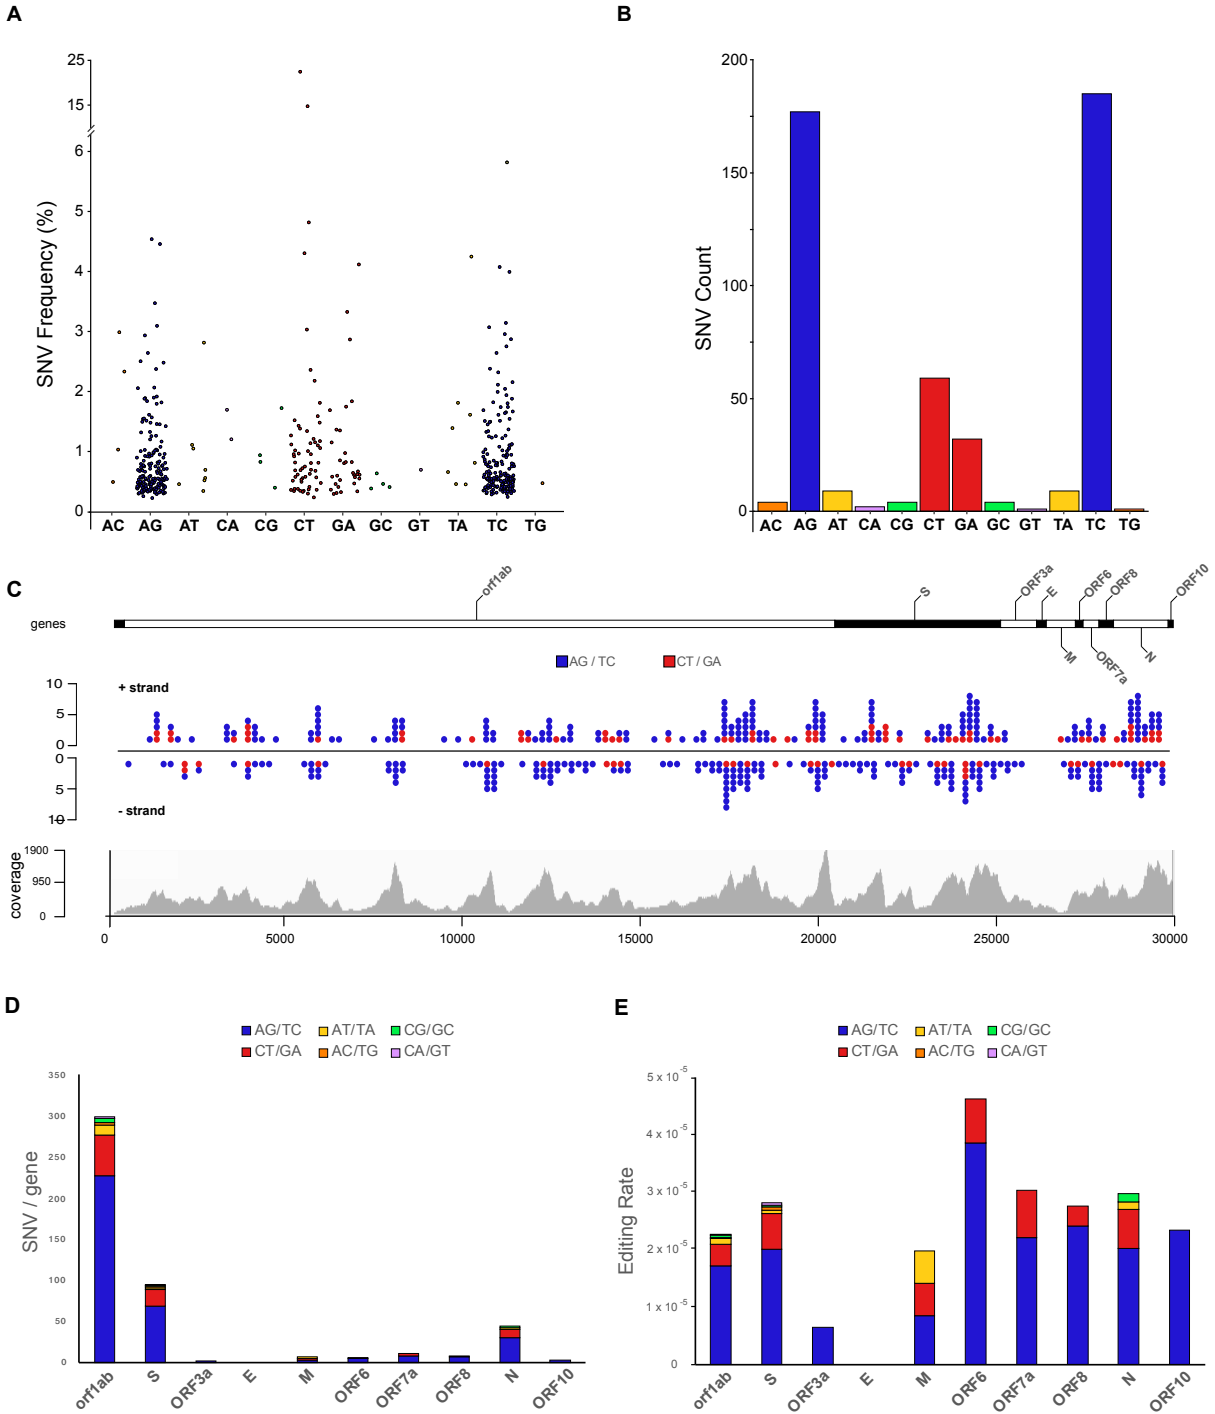 A
B
25
15
6
5
4
3
2
1
0
SNV Frequency (%)
AC AG AT CA CG CT GA GC GT TA TC TG
200
150
100
50
0
SNV Count
AC AG AT CA CG CT GA GC GT TA TC TG
C
genes
orf1ab
S
ORF3a
E
M
ORF6
ORF7a
ORF8
N
ORF10
AG / TC
CT / GA
10
5
0
+ strand
0
5
10
- strand
coverage
1900
950
0
0 5000 10000 15000 20000 25000 30000
D
AG/TC AT/TA CG/GC
CT/GA AC/TG CA/GT
350
300
250
200
150
100
50
0
SNV / gene
orf1ab S ORF3a E M ORF6 ORF7a ORF8 N ORF10
E
AG/TC AT/TA CG/GC
CT/GA AC/TG CA/GT
5 x 10 -5
4 x 10 -5
3 x 10 -5
2 x 10 -5
1 x 10 -5
0
Editing Rate
orf1ab S ORF3a E M ORF6 ORF7a ORF8 N ORF10